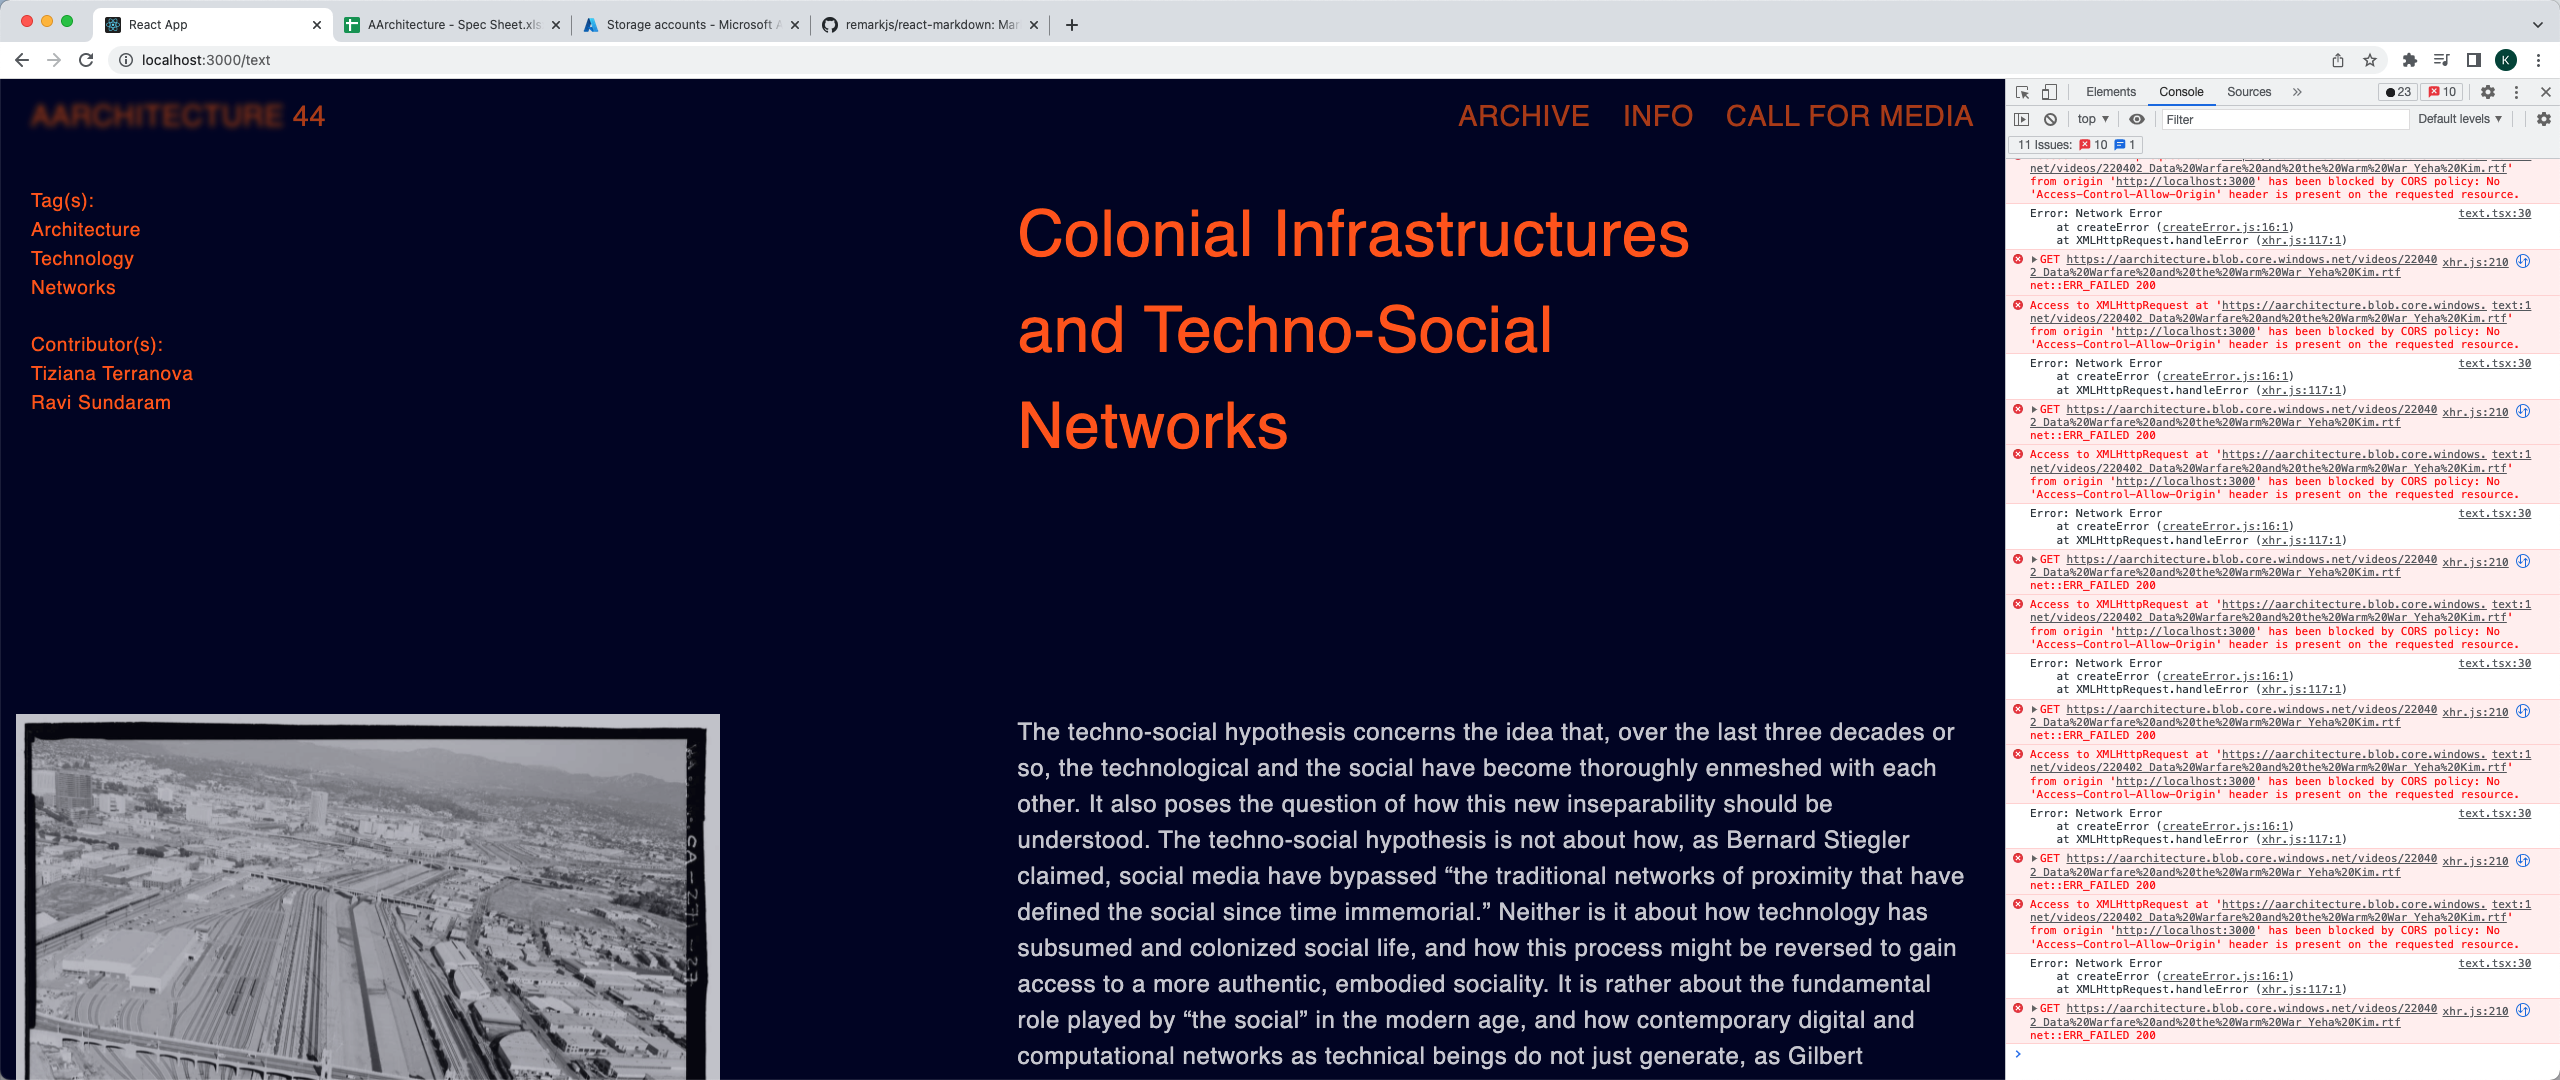 React App
AArchitecture - Spec Sheet.xls
Storage accounts - Microsoft A
remarkjs/react-markdown: Mar
localhost:3000/text
K
AARCHITECTURE 44
ARCHIVE INFO CALL FOR MEDIA
Tag(s):
Architecture
Technology
Networks
Contributor(s):
Tiziana Terranova
Ravi Sundaram
Colonial Infrastructures
and Techno-Social
Networks
The techno-social hypothesis concerns the idea that, over the last three decades or
so, the technological and the social have become thoroughly enmeshed with each
other. It also poses the question of how this new inseparability should be
understood. The techno-social hypothesis is not about how, as Bernard Stiegler
claimed, social media have bypassed “the traditional networks of proximity that have
defined the social since time immemorial.” Neither is it about how technology has
subsumed and colonized social life, and how this process might be reversed to gain
access to a more authentic, embodied sociality. It is rather about the fundamental
role played by “the social” in the modern age, and how contemporary digital and
computational networks as technical beings do not just generate, as Gilbert
Elements Console Sources » 23 10
top Filter Default levels
11 Issues: 10 1
net/videos/220402_Data%20Warfare%20and%20the%20Warm%20War_Yeha%20Kim.rtf'
from origin 'http://localhost:3000' has been blocked by CORS policy: No
'Access-Control-Allow-Origin' header is present on the requested resource.
Error: Network Error text.tsx:30
at createError (createError.js:16:1)
at XMLHttpRequest.handleError (xhr.js:117:1)
GET https://aarchitecture.blob.core.windows.net/videos/22040 xhr.js:210
2_Data%20Warfare%20and%20the%20Warm%20War_Yeha%20Kim.rtf
net::ERR_FAILED 200
Access to XMLHttpRequest at 'https://aarchitecture.blob.core.windows. text:1
net/videos/220402_Data%20Warfare%20and%20the%20Warm%20War_Yeha%20Kim.rtf'
from origin 'http://localhost:3000' has been blocked by CORS policy: No
'Access-Control-Allow-Origin' header is present on the requested resource.
Error: Network Error text.tsx:30
at createError (createError.js:16:1)
at XMLHttpRequest.handleError (xhr.js:117:1)
GET https://aarchitecture.blob.core.windows.net/videos/22040 xhr.js:210
2_Data%20Warfare%20and%20the%20Warm%20War_Yeha%20Kim.rtf
net::ERR_FAILED 200
Access to XMLHttpRequest at 'https://aarchitecture.blob.core.windows. text:1
net/videos/220402_Data%20Warfare%20and%20the%20Warm%20War_Yeha%20Kim.rtf'
from origin 'http://localhost:3000' has been blocked by CORS policy: No
'Access-Control-Allow-Origin' header is present on the requested resource.
Error: Network Error text.tsx:30
at createError (createError.js:16:1)
at XMLHttpRequest.handleError (xhr.js:117:1)
GET https://aarchitecture.blob.core.windows.net/videos/22040 xhr.js:210
2_Data%20Warfare%20and%20the%20Warm%20War_Yeha%20Kim.rtf
net::ERR_FAILED 200
Access to XMLHttpRequest at 'https://aarchitecture.blob.core.windows. text:1
net/videos/220402_Data%20Warfare%20and%20the%20Warm%20War_Yeha%20Kim.rtf'
from origin 'http://localhost:3000' has been blocked by CORS policy: No
'Access-Control-Allow-Origin' header is present on the requested resource.
Error: Network Error text.tsx:30
at createError (createError.js:16:1)
at XMLHttpRequest.handleError (xhr.js:117:1)
GET https://aarchitecture.blob.core.windows.net/videos/22040 xhr.js:210
2_Data%20Warfare%20and%20the%20Warm%20War_Yeha%20Kim.rtf
net::ERR_FAILED 200
Access to XMLHttpRequest at 'https://aarchitecture.blob.core.windows. text:1
net/videos/220402_Data%20Warfare%20and%20the%20Warm%20War_Yeha%20Kim.rtf'
from origin 'http://localhost:3000' has been blocked by CORS policy: No
'Access-Control-Allow-Origin' header is present on the requested resource.
Error: Network Error text.tsx:30
at createError (createError.js:16:1)
at XMLHttpRequest.handleError (xhr.js:117:1)
GET https://aarchitecture.blob.core.windows.net/videos/22040 xhr.js:210
2_Data%20Warfare%20and%20the%20Warm%20War_Yeha%20Kim.rtf
net::ERR_FAILED 200
Access to XMLHttpRequest at 'https://aarchitecture.blob.core.windows. text:1
net/videos/220402_Data%20Warfare%20and%20the%20Warm%20War_Yeha%20Kim.rtf'
from origin 'http://localhost:3000' has been blocked by CORS policy: No
'Access-Control-Allow-Origin' header is present on the requested resource.
Error: Network Error text.tsx:30
at createError (createError.js:16:1)
at XMLHttpRequest.handleError (xhr.js:117:1)
GET https://aarchitecture.blob.core.windows.net/videos/22040 xhr.js:210
2_Data%20Warfare%20and%20the%20Warm%20War_Yeha%20Kim.rtf
net::ERR_FAILED 200